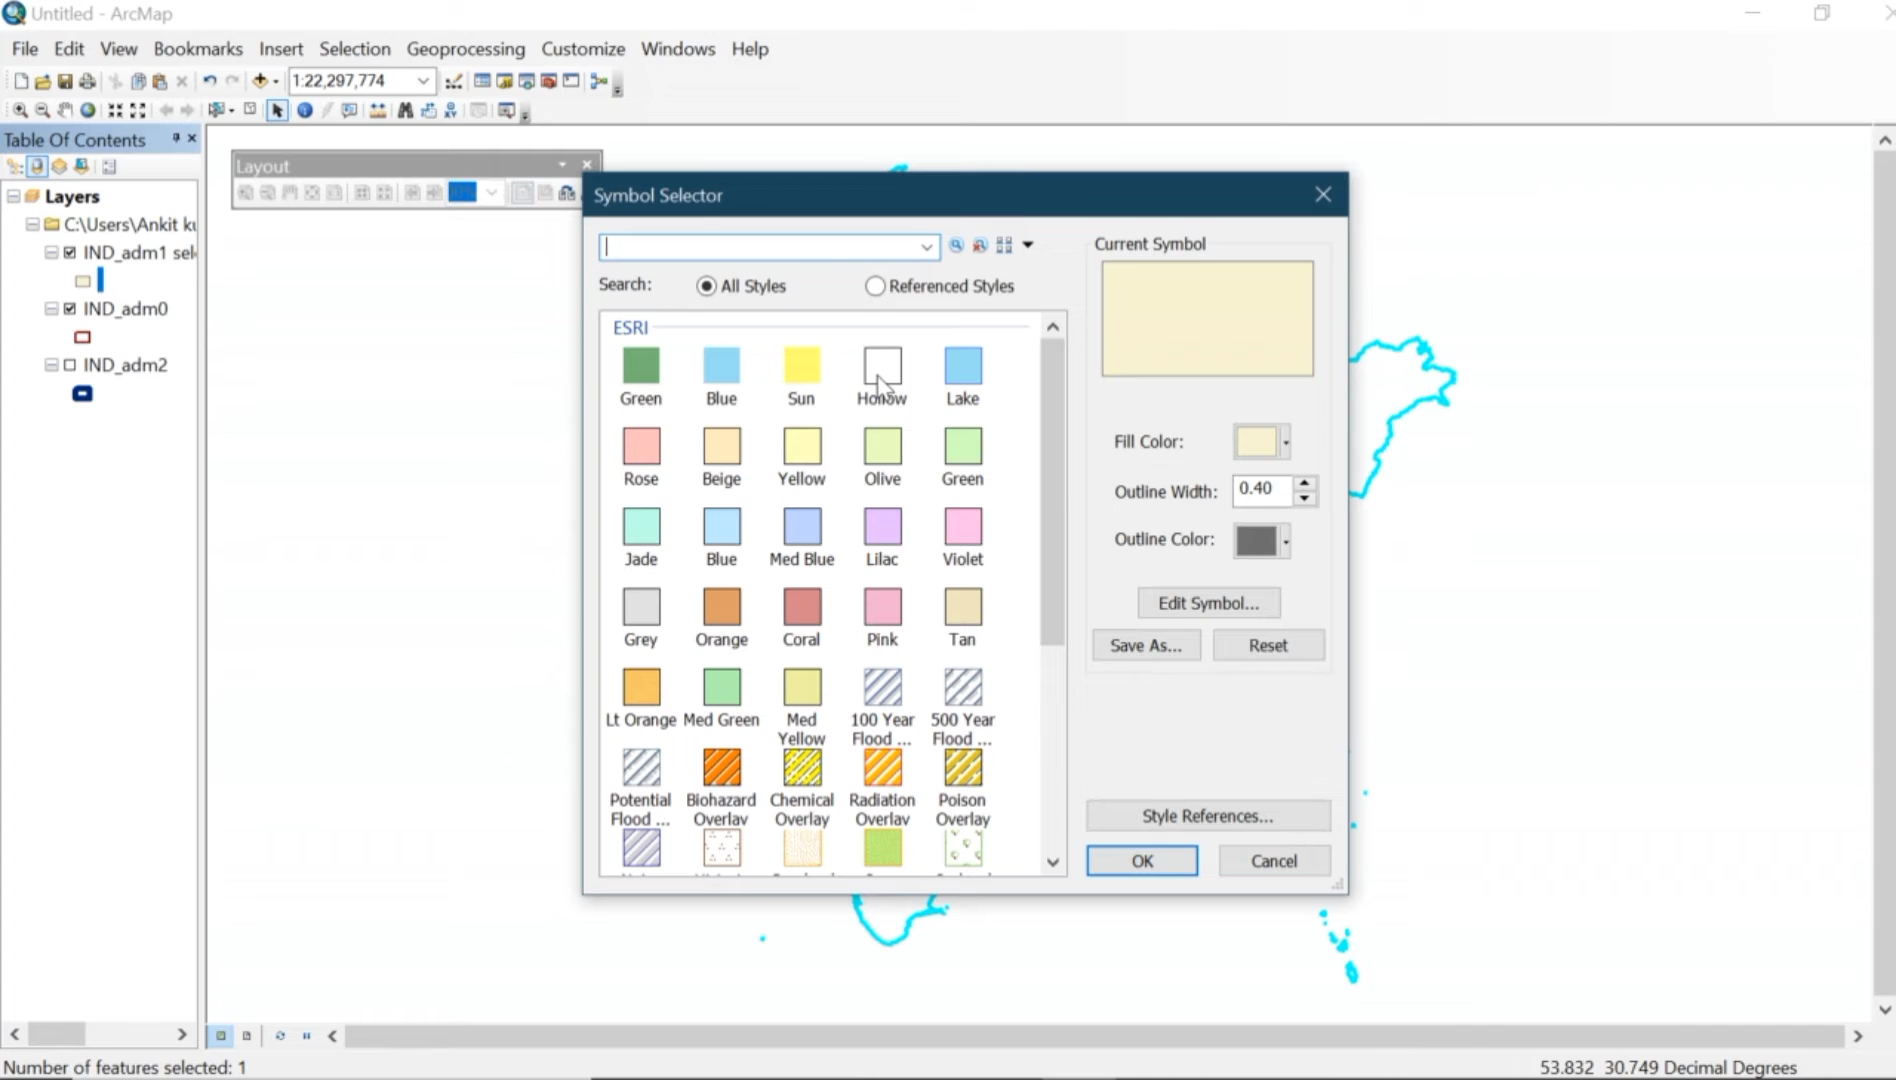 Untitled - ArcMap
File Edit View Bookmarks Insert Selection Geoprocessing Customize Windows Help
1:22,297,774
Table Of Contents
Layers
C:\Users\Ankit ku
IND_adm1 sele
IND_adm0
IND_adm2
Layout
Symbol Selector
Search: All Styles Referenced Styles
ESRI
Green Blue Sun Hollow Lake
Rose Beige Yellow Olive Green
Jade Blue Med Blue Lilac Violet
Grey Orange Coral Pink Tan
Lt Orange Med Green Med Yellow 100 Year Flood ... 500 Year Flood ...
Potential Flood ... Biohazard Overlay Chemical Overlay Radiation Overlay Poison Overlay
Current Symbol
Fill Color:
Outline Width: 0.40
Outline Color:
Edit Symbol...
Save As... Reset
Style References...
OK Cancel
Number of features selected: 1
53.832 30.749 Decimal Degrees